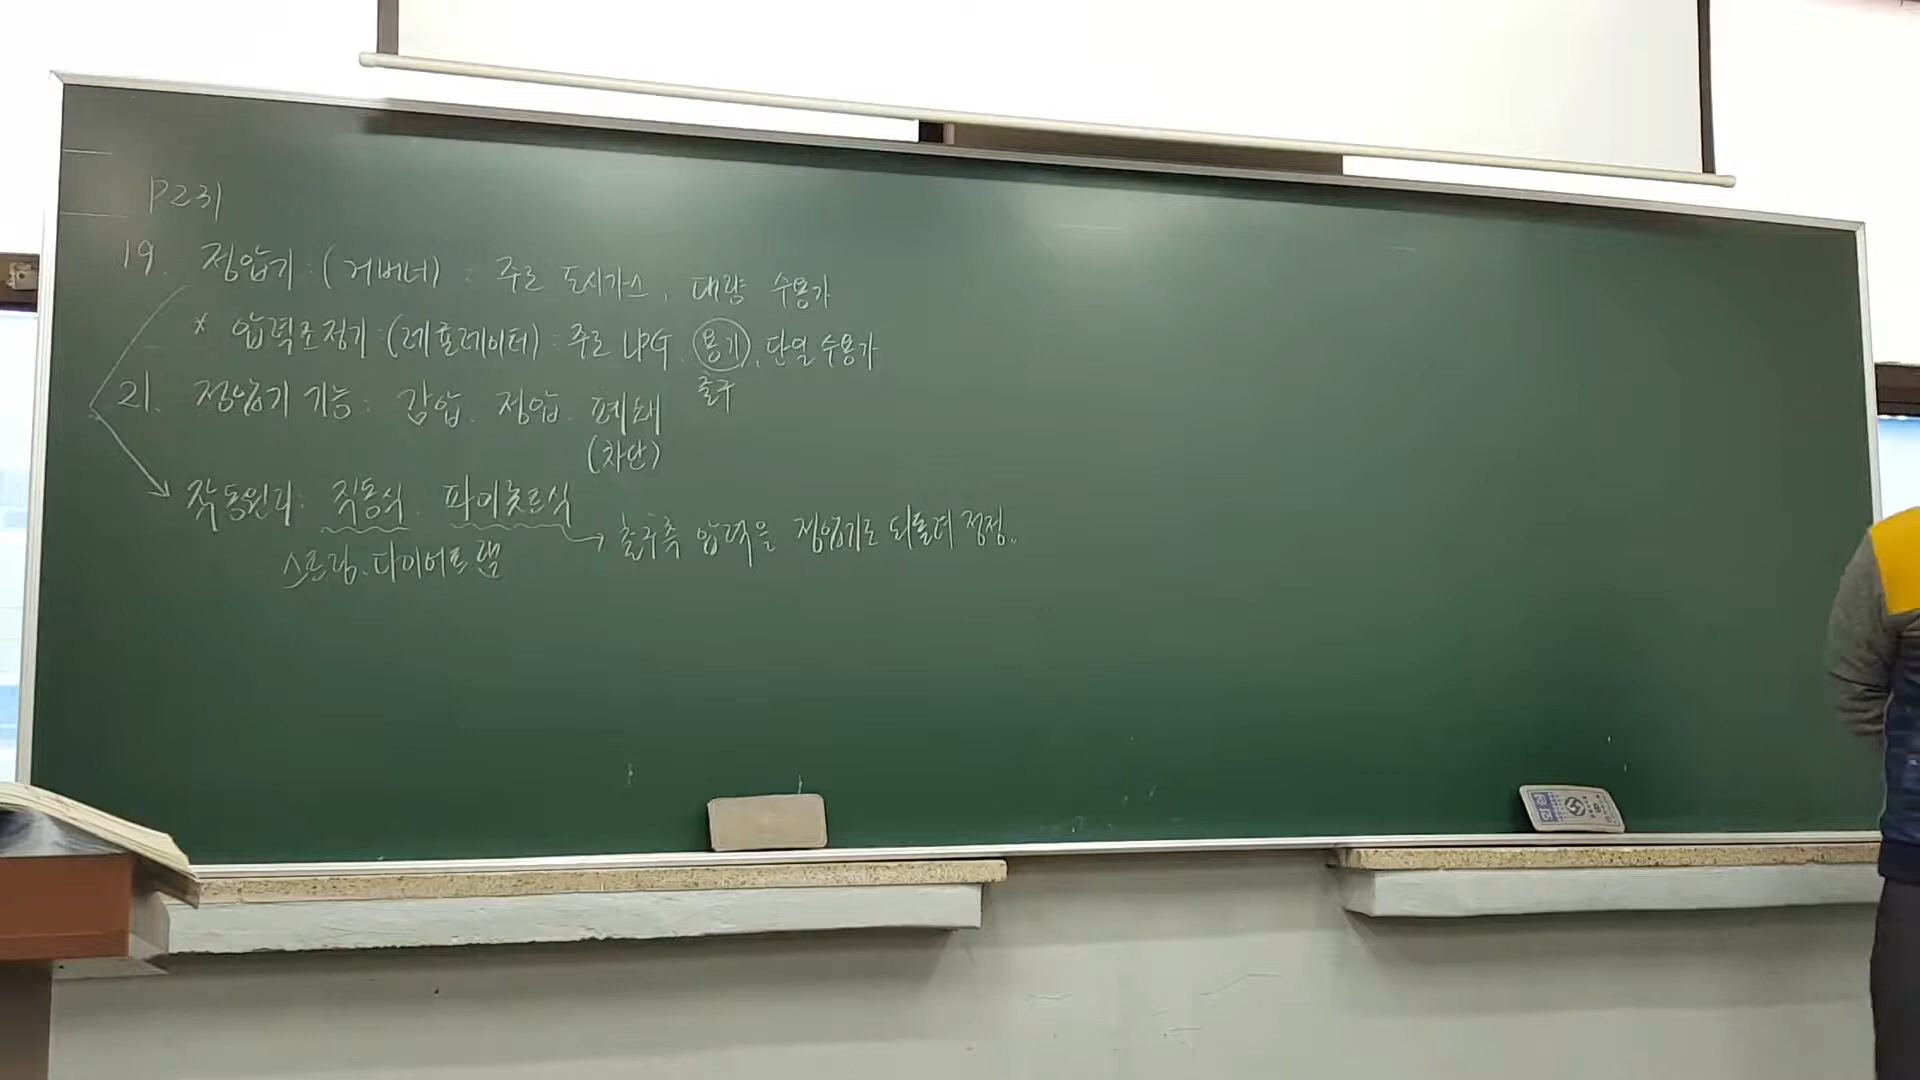 P231
19. 정압기 : (거버너) : 주로 도시가스, 대량 수용가
* 압력조정기 : (레귤레이터) : 주로 LPG. 용기, 단일 수용가
출구
21. 정압기 기능 : 감압. 정압. 폐쇄
(차단)
작동원리 : 직동식. 파이롯트식
스프링, 다이어프램
→ 출구측 압력을 정압기로 되돌려